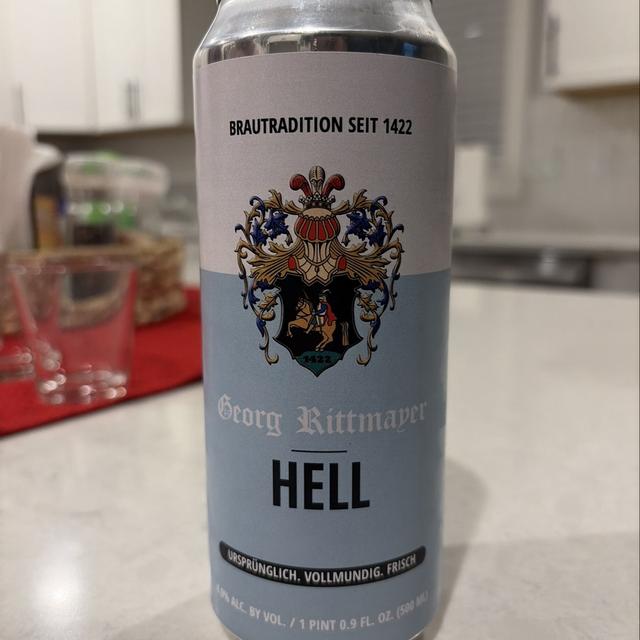 BRAUTRADITION SEIT 1422
1422
Georg Rittmayer
HELL
URSPRÜNGLICH. VOLLMUNDIG. FRISCH
ALC. BY VOL. / 1 PINT 0.9 FL. OZ. (500 ML)